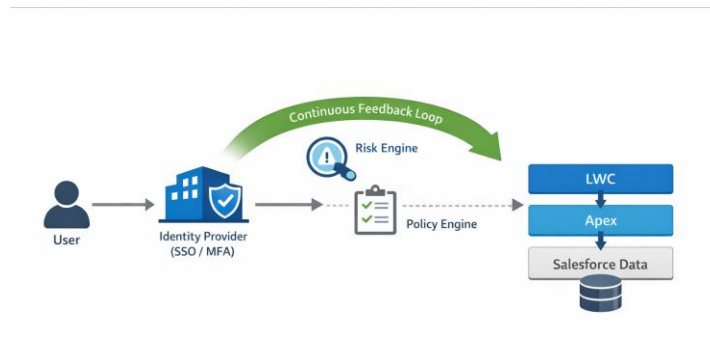 Continuous Feedback Loop
Risk Engine
User
Identity Provider
(SSO / MFA)
Policy Engine
LWC
Apex
Salesforce Data